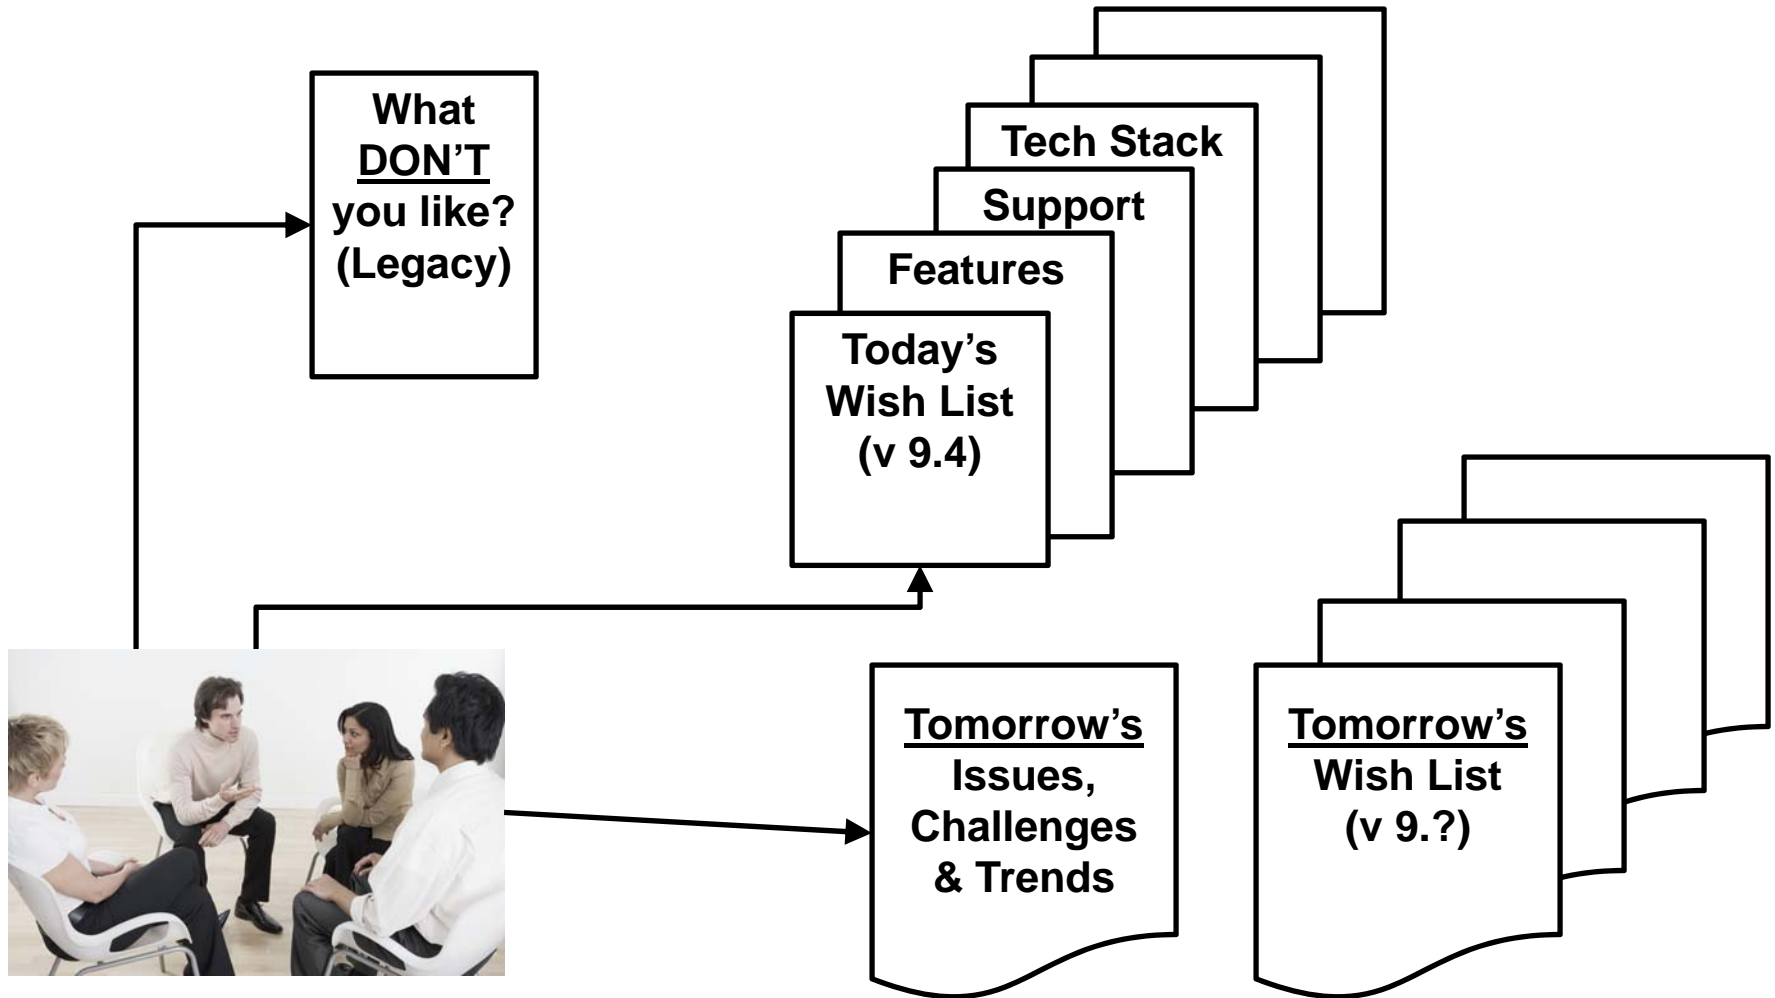 What
DON'T
you like?
(Legacy)
Tech Stack
Support
Features
Today's
Wish List
(v 9.4)
Tomorrow's
Issues,
Challenges
& Trends
Tomorrow's
Wish List
(v 9.?)